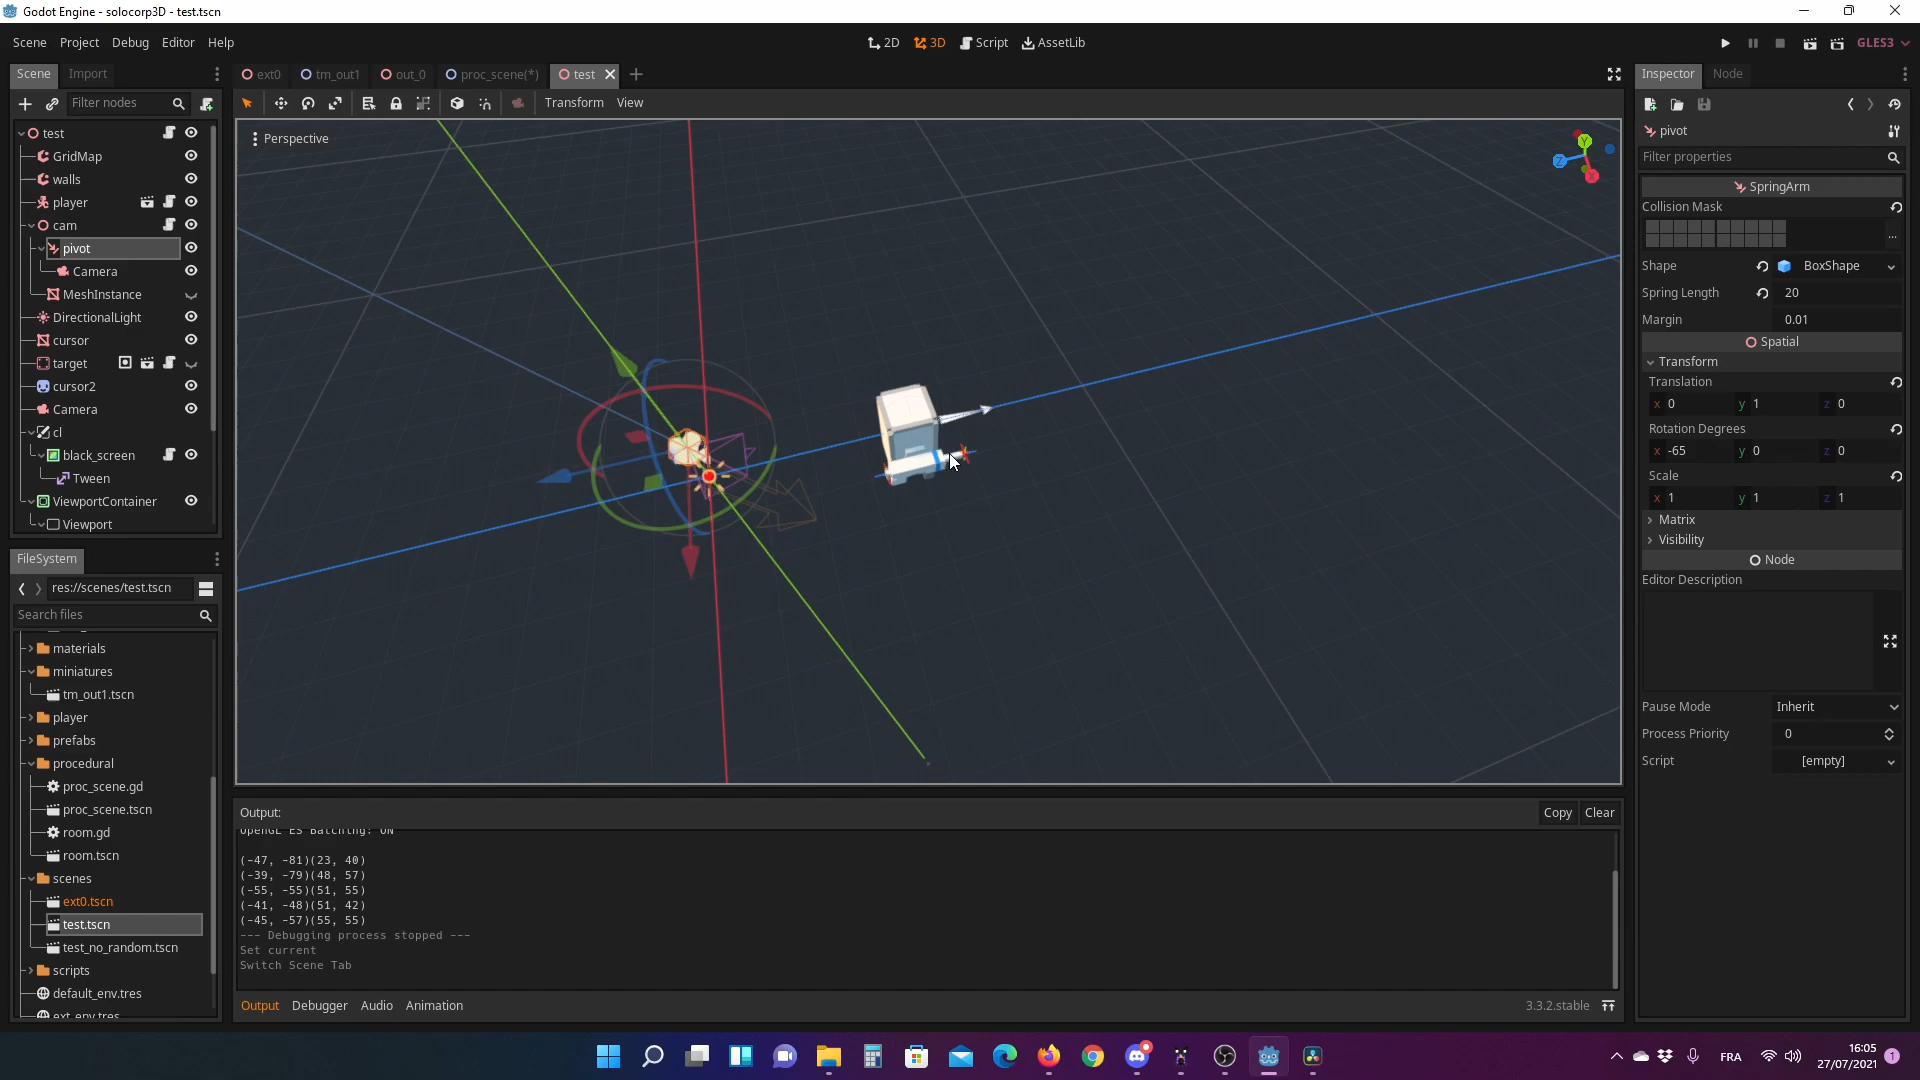 Godot Engine - solocorp3D - test.tscn
Scene Project Debug Editor Help
2D 3D Script AssetLib
GLES3
Scene Import
ext0 tm_out1 out_0 proc_scene(*) test
Inspector Node
Filter nodes
Transform View
test
GridMap
walls
player
cam
pivot
Camera
MeshInstance
DirectionalLight
cursor
target
cursor2
Camera
cl
black_screen
Tween
ViewportContainer
Viewport
Perspective
Y
Z
X
pivot
Filter properties
SpringArm
Collision Mask
...
Shape BoxShape
Spring Length 20
Margin 0.01
Spatial
Transform
Translation
x 0 y 1 z 0
Rotation Degrees
x -65 y 0 z 0
Scale
x 1 y 1 z 1
Matrix
Visibility
Node
Editor Description
Pause Mode Inherit
Process Priority 0
Script [empty]
FileSystem
res://scenes/test.tscn
Search files
materials
miniatures
tm_out1.tscn
player
prefabs
procedural
proc_scene.gd
proc_scene.tscn
room.gd
room.tscn
scenes
ext0.tscn
test.tscn
test_no_random.tscn
scripts
default_env.tres
ext_env.tres
Output:
Copy Clear
OpenGL ES Batching: ON
(-47, -81)(23, 40)
(-39, -79)(48, 57)
(-55, -55)(51, 55)
(-41, -48)(51, 42)
(-45, -57)(55, 55)
--- Debugging process stopped ---
Set current
Switch Scene Tab
Output Debugger Audio Animation
3.3.2.stable
FRA
16:05
27/07/2021
1